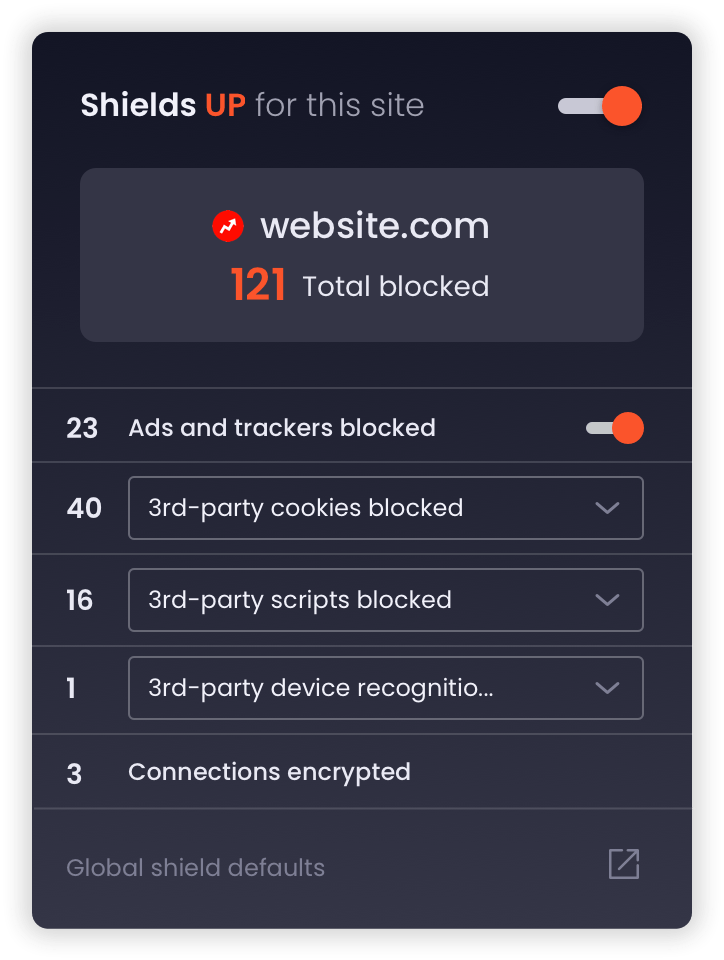 Shields UP for this site
website.com
121 Total blocked
23 Ads and trackers blocked
40 3rd-party cookies blocked
16 3rd-party scripts blocked
1 3rd-party device recognitio...
3 Connections encrypted
Global shield defaults